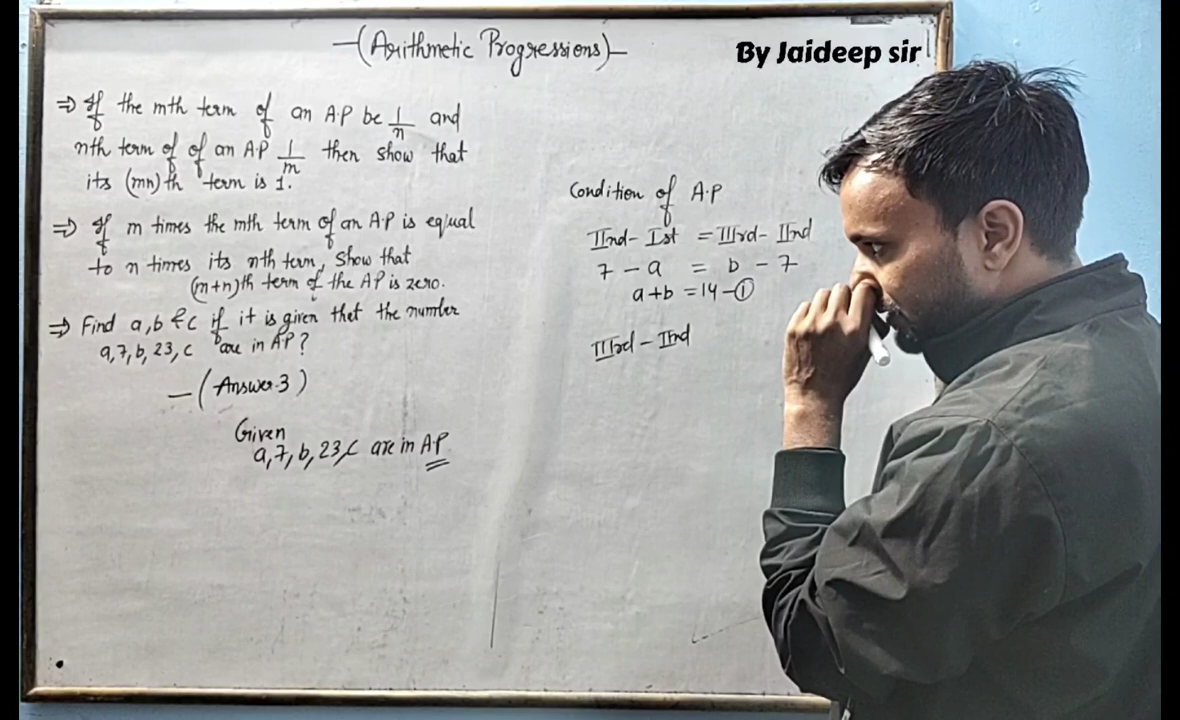 (Arithmetic Progressions)
By Jaideep sir
⇒ If the mth term of an A.P be 1/n and
nth term of of an A.P 1/m then show that
its (mn)th term is 1.
⇒ If m times the mth term of an A.P is equal
to n times its nth term, Show that
(m+n)th term of the AP is zero.
⇒ Find a, b & c if it is given that the number
a, 7, b, 23, c are in A.P?
(Answer-3)
Given
a, 7, b, 23, c are in A.P.
Condition of A.P
IInd - Ist = IIIrd - IInd
7 - a = b - 7
a+b = 14 - ①
IIIrd - IInd